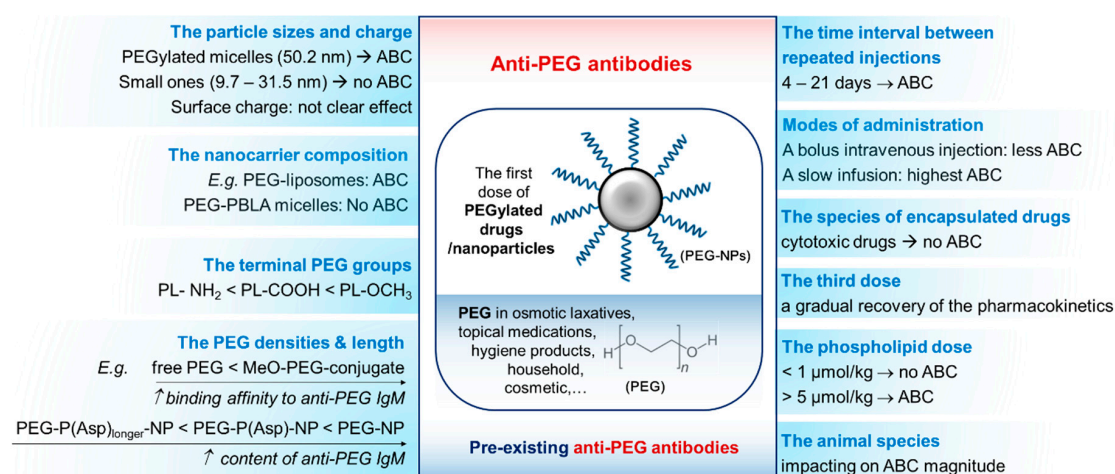 The particle sizes and charge
PEGylated micelles (50.2 nm) → ABC
Small ones (9.7 – 31.5 nm) → no ABC
Surface charge: not clear effect
The nanocarrier composition
E.g. PEG-liposomes: ABC
PEG-PBLA micelles: No ABC
The terminal PEG groups
PL- NH₂ < PL-COOH < PL-OCH₃
The PEG densities & length
E.g. free PEG < MeO-PEG-conjugate
↑ binding affinity to anti-PEG IgM
PEG-P(Asp)longer-NP < PEG-P(Asp)-NP < PEG-NP
↑ content of anti-PEG IgM
Anti-PEG antibodies
The first
dose of
PEGylated
drugs
/nanoparticles
(PEG-NPs)
PEG in osmotic laxatives,
topical medications,
hygiene products,
household,
cosmetic,...
H
O
O
H
n
(PEG)
Pre-existing anti-PEG antibodies
The time interval between
repeated injections
4 – 21 days → ABC
Modes of administration
A bolus intravenous injection: less ABC
A slow infusion: highest ABC
The species of encapsulated drugs
cytotoxic drugs → no ABC
The third dose
a gradual recovery of the pharmacokinetics
The phospholipid dose
< 1 µmol/kg → no ABC
> 5 µmol/kg → ABC
The animal species
impacting on ABC magnitude